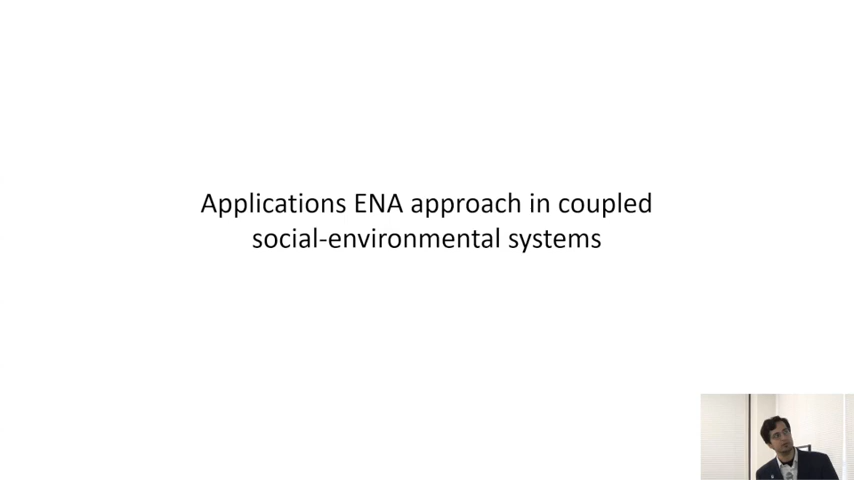 Applications ENA approach in coupled
social-environmental systems